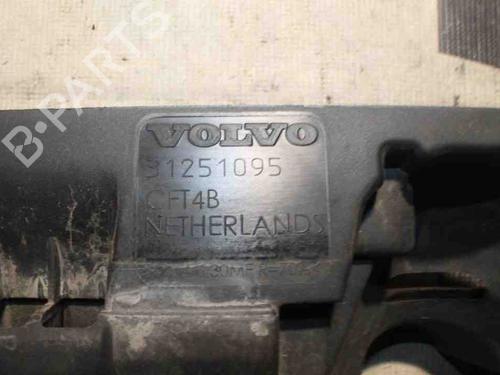 VOLVO
31251095
CFT4B
NETHERLANDS
B-PARTS